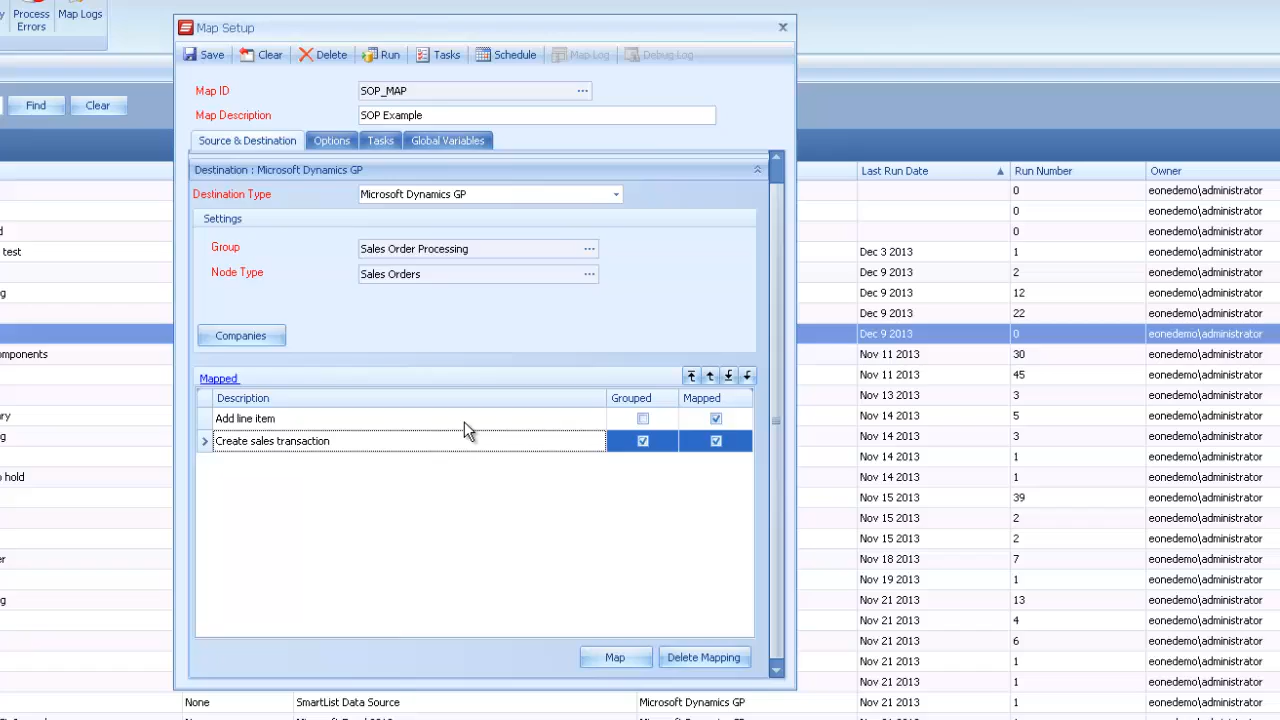 y Process Errors Map Logs
Map Setup
Save Clear Delete Run Tasks Schedule Map Log Debug Log
Map ID SOP_MAP ...
Find Clear
Map Description SOP Example
Source & Destination Options Tasks Global Variables
Destination : Microsoft Dynamics GP
Destination Type Microsoft Dynamics GP
Settings
Group Sales Order Processing ...
Node Type Sales Orders ...
Companies
Mapped
Description Grouped Mapped
Add line item
Create sales transaction
Map Delete Mapping
Last Run Date Run Number Owner
0 eonedemo\administrator
0 eonedemo\administrator
d 0 eonedemo\administrator
test Dec 3 2013 1 eonedemo\administrator
Dec 9 2013 2 eonedemo\administrator
g Dec 9 2013 12 eonedemo\administrator
Dec 9 2013 22 eonedemo\administrator
Dec 9 2013 0 eonedemo\administrator
omponents Nov 11 2013 30 eonedemo\administrator
Nov 11 2013 45 eonedemo\administrator
Nov 13 2013 3 eonedemo\administrator
ry Nov 14 2013 5 eonedemo\administrator
g Nov 14 2013 3 eonedemo\administrator
Nov 14 2013 1 eonedemo\administrator
o hold Nov 14 2013 1 eonedemo\administrator
Nov 15 2013 39 eonedemo\administrator
Nov 15 2013 2 eonedemo\administrator
Nov 15 2013 2 eonedemo\administrator
er Nov 18 2013 7 eonedemo\administrator
Nov 19 2013 1 eonedemo\administrator
g Nov 21 2013 13 eonedemo\administrator
Nov 21 2013 4 eonedemo\administrator
Nov 21 2013 6 eonedemo\administrator
Nov 21 2013 1 eonedemo\administrator
Nov 21 2013 1 eonedemo\administrator
None SmartList Data Source Microsoft Dynamics GP Nov 21 2013 1 eonedemo\administrator